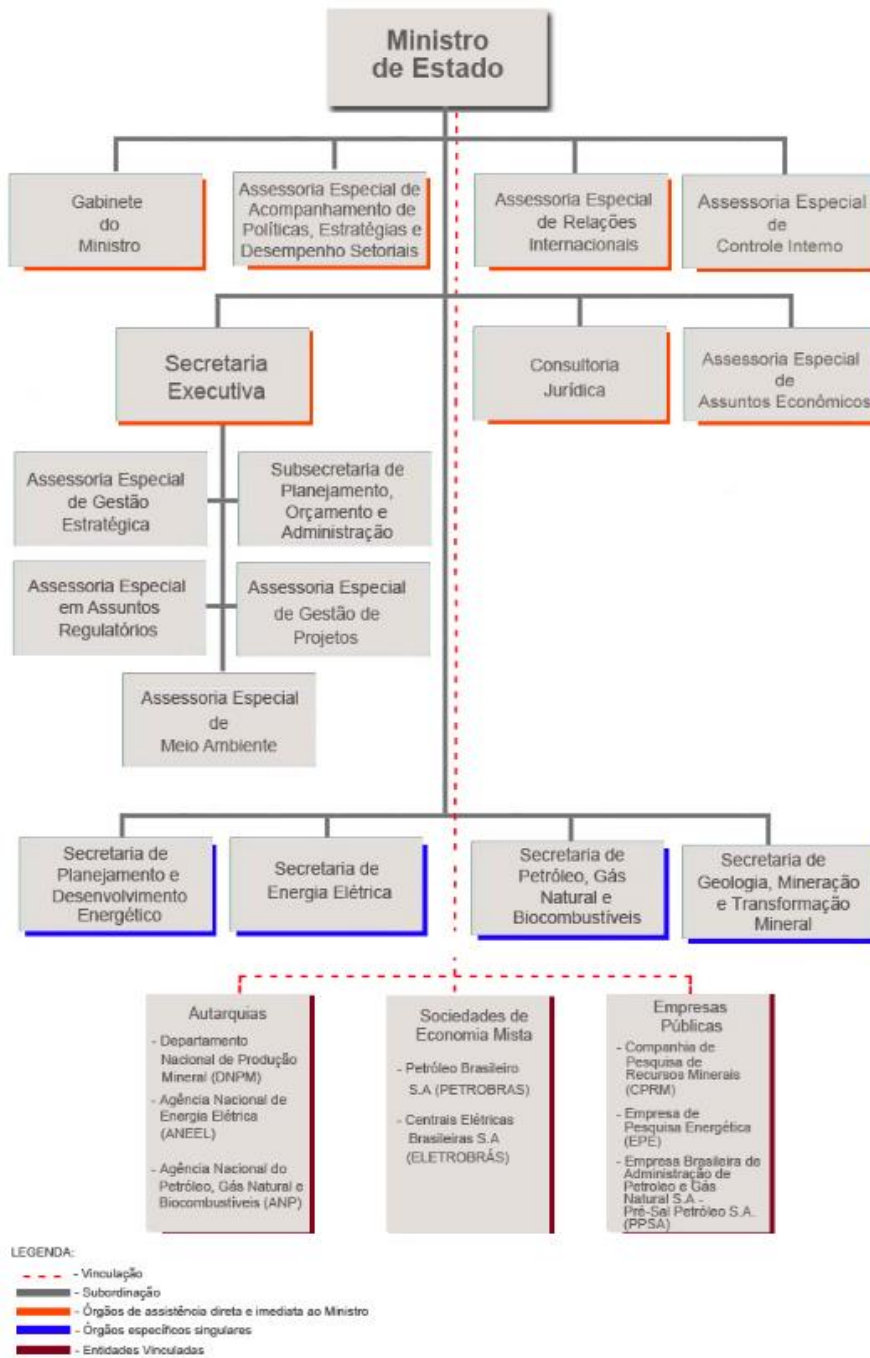 Ministro
de Estado
Gabinete
do
Ministro
Assessoria Especial de
Acompanhamento de
Políticas, Estratégias e
Desempenho Setoriais
Assessoria Especial
de Relações
Internacionais
Assessoria Especial
de
Controle Interno
Secretaria
Executiva
Consultoria
Jurídica
Assessoria Especial
de
Assuntos Econômicos
Assessoria Especial
de Gestão
Estratégica
Subsecretaria de
Planejamento,
Orçamento e
Administração
Assessoria Especial
em Assuntos
Regulatórios
Assessoria Especial
de Gestão de
Projetos
Assessoria Especial
de
Meio Ambiente
Secretaria de
Planejamento e
Desenvolvimento
Energético
Secretaria de
Energia Elétrica
Secretaria de
Petróleo, Gás
Natural e
Biocombustíveis
Secretaria de
Geologia, Mineração
e Transformação
Mineral
Autarquias
- Departamento
Nacional de Produção
Mineral (DNPM)
- Agência Nacional de
Energia Elétrica
(ANEEL)
- Agência Nacional do
Petróleo, Gás Natural e
Biocombustíveis (ANP)
Sociedades de
Economia Mista
- Petróleo Brasileiro
S.A (PETROBRAS)
- Centrais Elétricas
Brasileiras S.A
(ELETROBRÁS)
Empresas
Públicas
- Companhia de
Pesquisa de
Recursos Minerais
(CPRM)
- Empresa de
Pesquisa Energética
(EPE)
- Empresa Brasileira de
Administração de
Petroleo e Gás
Natural S.A -
Pré-Sal Petróleo S.A.
(PPSA)
LEGENDA:
- Vinculação
- Subordinação
- Órgãos de assistência direta e imediata ao Ministro
- Órgãos específicos singulares
- Entidades Vinculadas